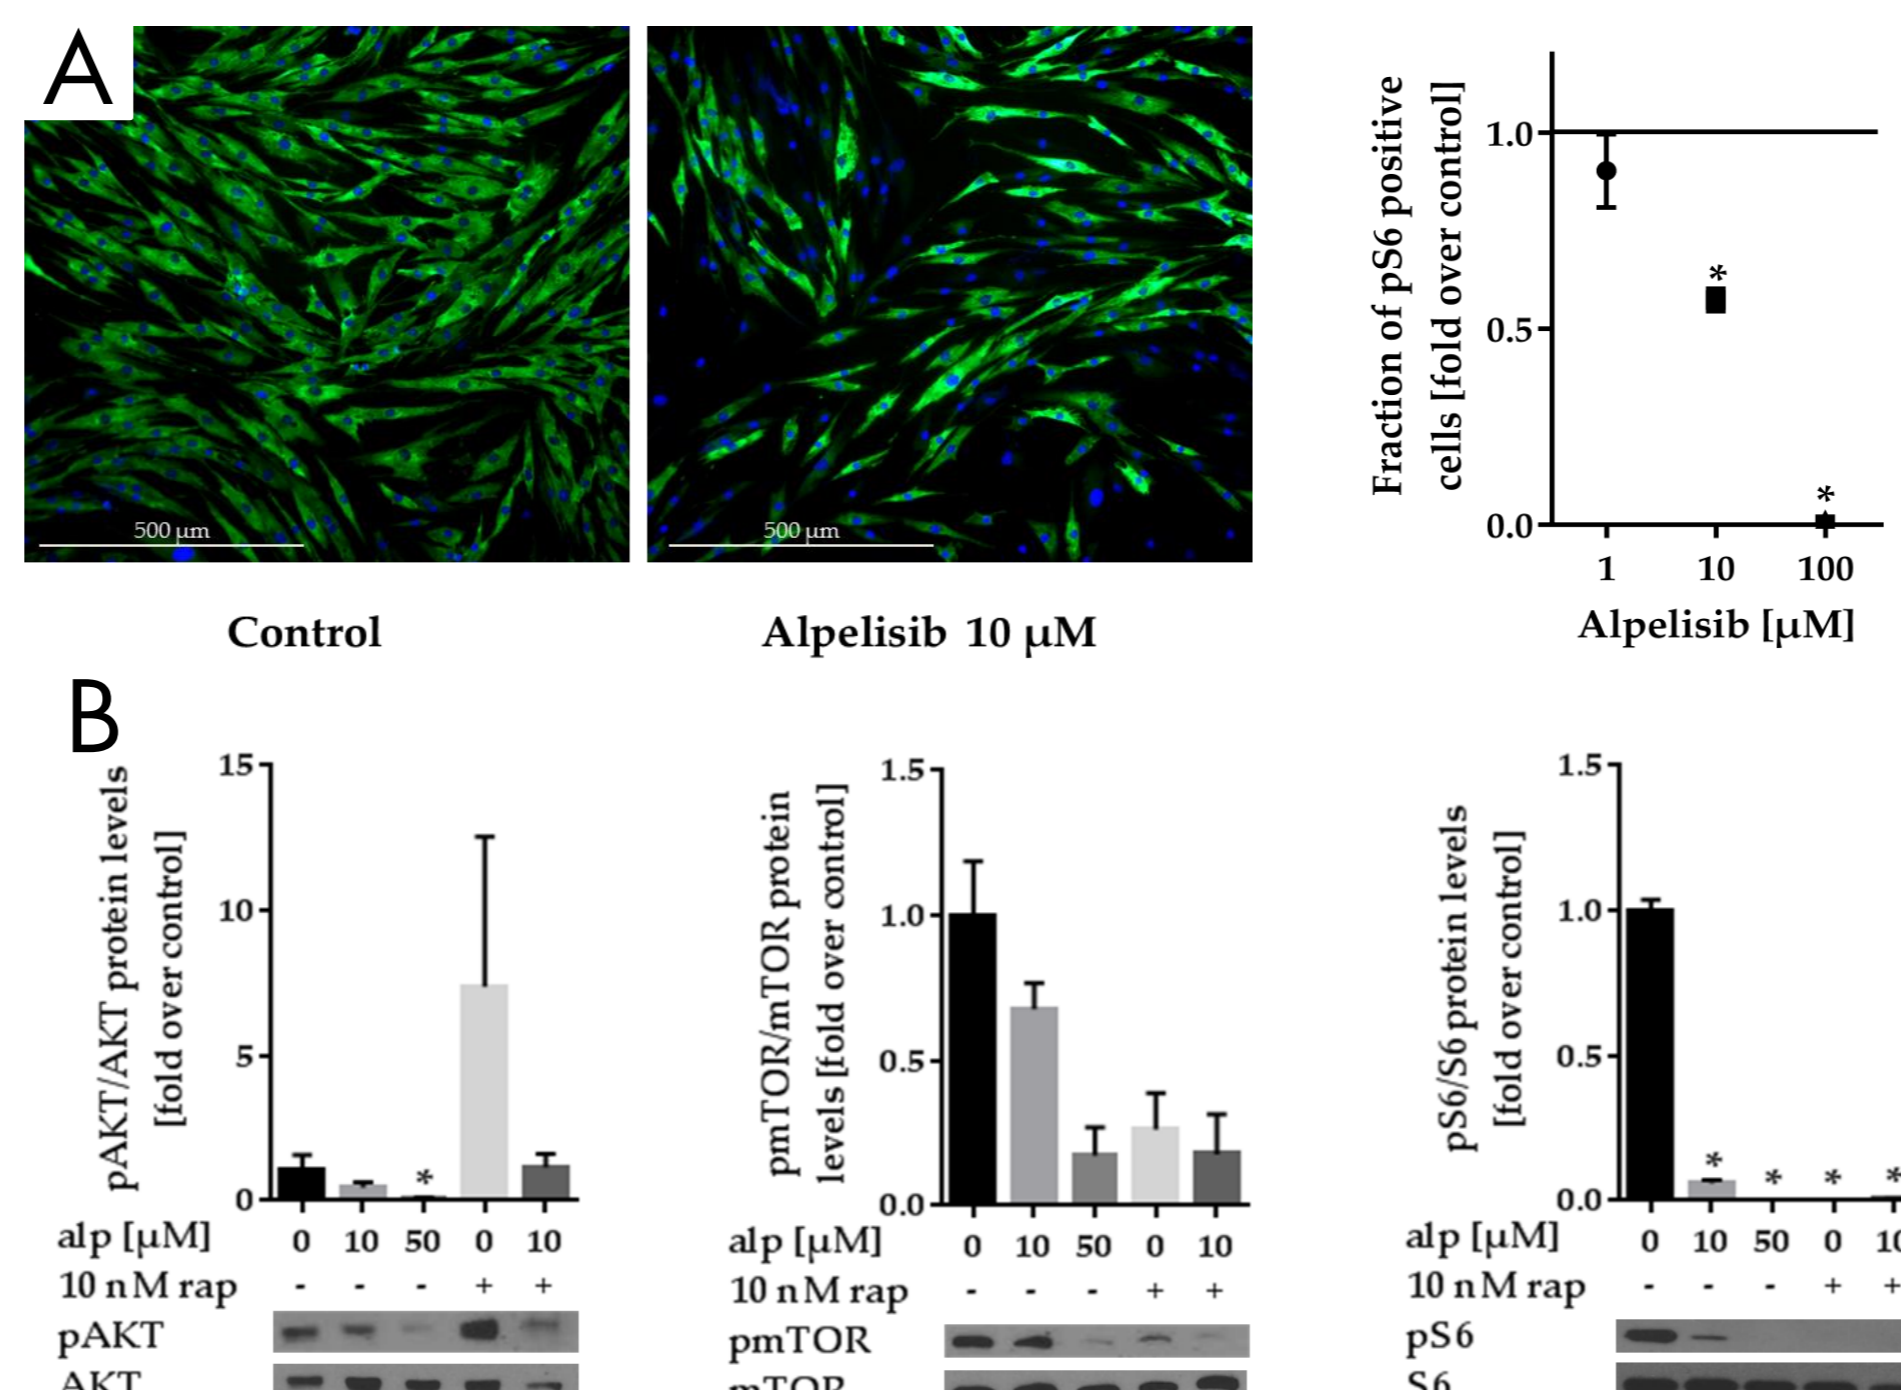 A
500 µm
500 µm
Control
Alpelisib 10 µM
Fraction of pS6 positive
cells [fold over control]
1.0
*
0.5
*
0.0
1 10 100
Alpelisib [µM]
B
pAKT/AKT protein levels
[fold over control]
15
10
5
*
0
alp [µM] 0 10 50 0 10
10 nM rap - - - + +
pAKT
AKT
pmTOR/mTOR protein
levels [fold over control]
1.5
1.0
0.5
0.0
alp [µM] 0 10 50 0 10
10 nM rap - - - + +
pmTOR
mTOR
pS6/S6 protein levels
[fold over control]
1.5
1.0
0.5
* * * *
0.0
alp [µM] 0 10 50 0 10
10 nM rap - - - + +
pS6
S6